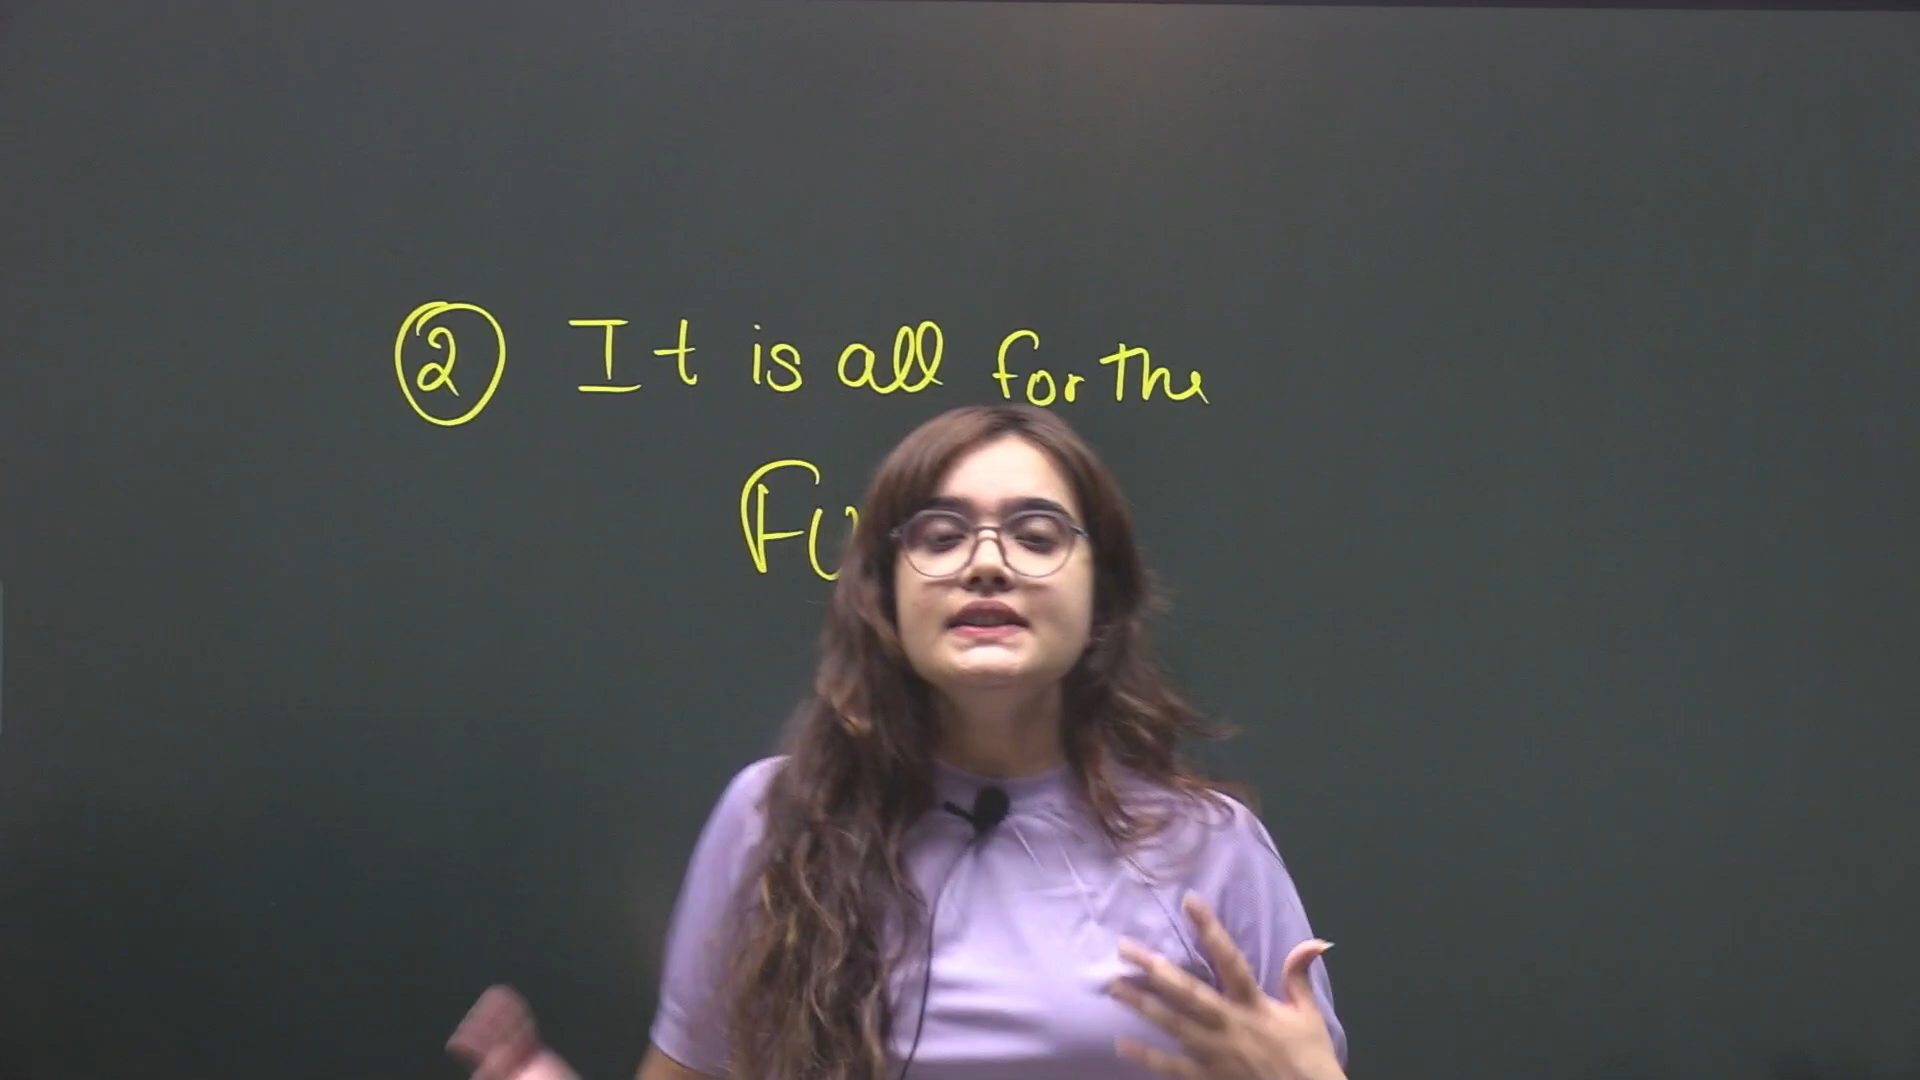 ② It is all for the